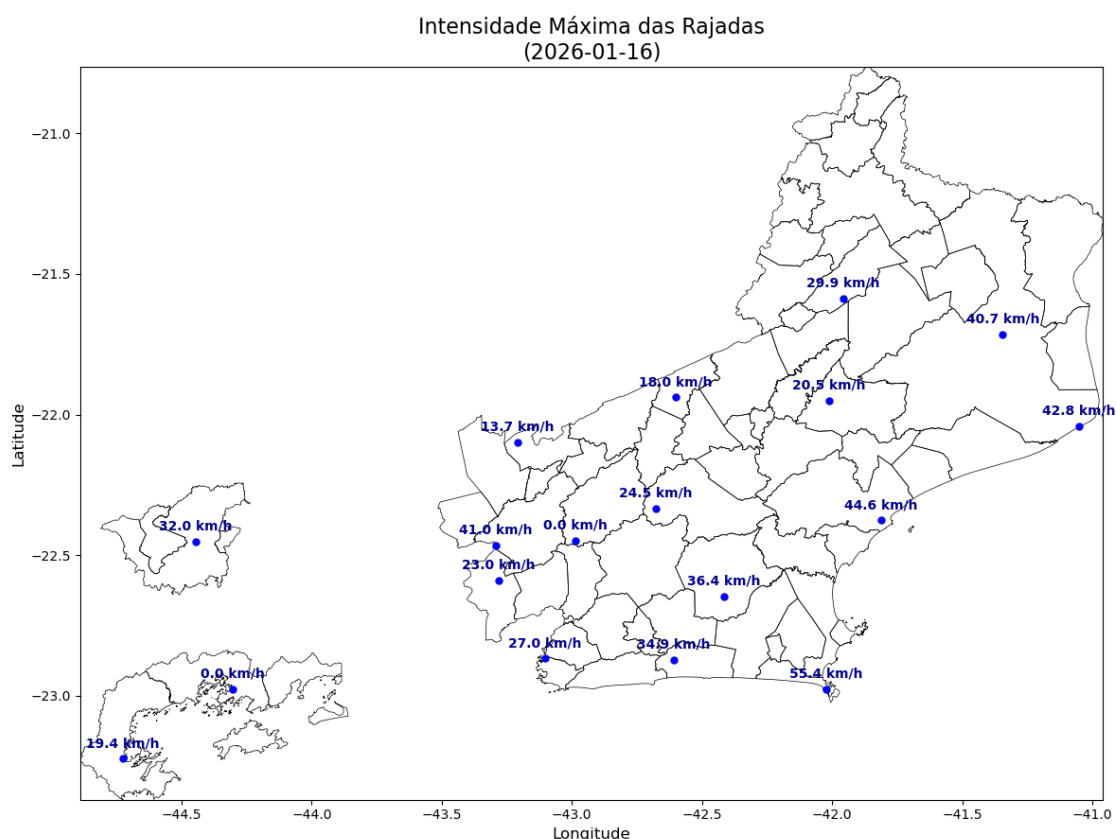 Intensidade Máxima das Rajadas
(2026-01-16)
−21.0
−21.5
29.9 km/h
40.7 km/h
18.0 km/h
20.5 km/h
−22.0
42.8 km/h
13.7 km/h
Latitude
24.5 km/h
44.6 km/h
32.0 km/h
41.0 km/h
0.0 km/h
−22.5
23.0 km/h
36.4 km/h
27.0 km/h
34.9 km/h
0.0 km/h
55.4 km/h
−23.0
19.4 km/h
−44.5
−44.0
−43.5
−43.0
−42.5
−42.0
−41.5
−41.0
Longitude